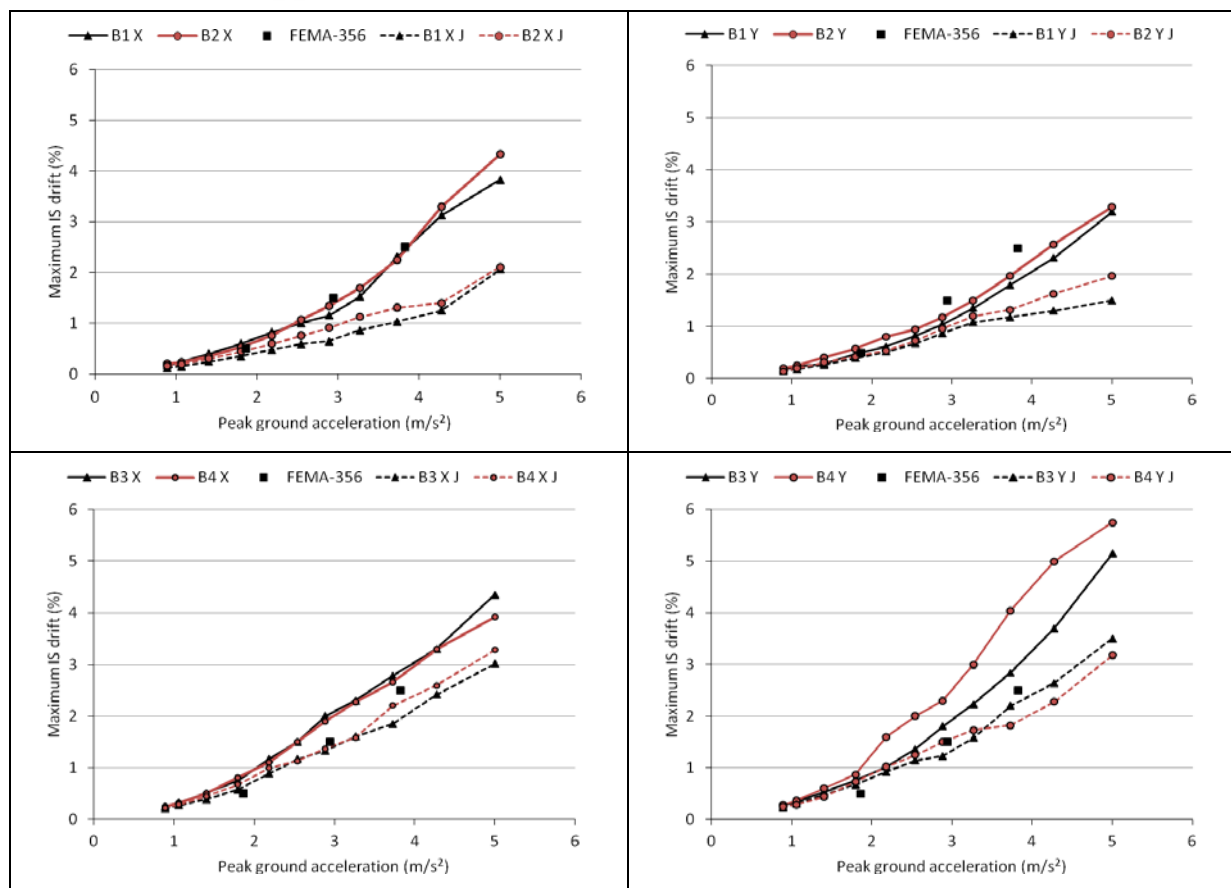 B1 X B2 X FEMA-356 B1 X J B2 X J
6
5
4
3
2
1
0
Maximum IS drift (%)
0 1 2 3 4 5 6
Peak ground acceleration (m/s²)
B1 Y B2 Y FEMA-356 B1 Y J B2 Y J
6
5
4
3
2
1
0
Maximum IS drift (%)
0 1 2 3 4 5 6
Peak ground acceleration (m/s²)
B3 X B4 X FEMA-356 B3 X J B4 X J
6
5
4
3
2
1
0
Maximum IS drift (%)
0 1 2 3 4 5 6
Peak ground acceleration (m/s²)
B3 Y B4 Y FEMA-356 B3 Y J B4 Y J
6
5
4
3
2
1
0
Maximum IS drift (%)
0 1 2 3 4 5 6
Peak ground acceleration (m/s²)